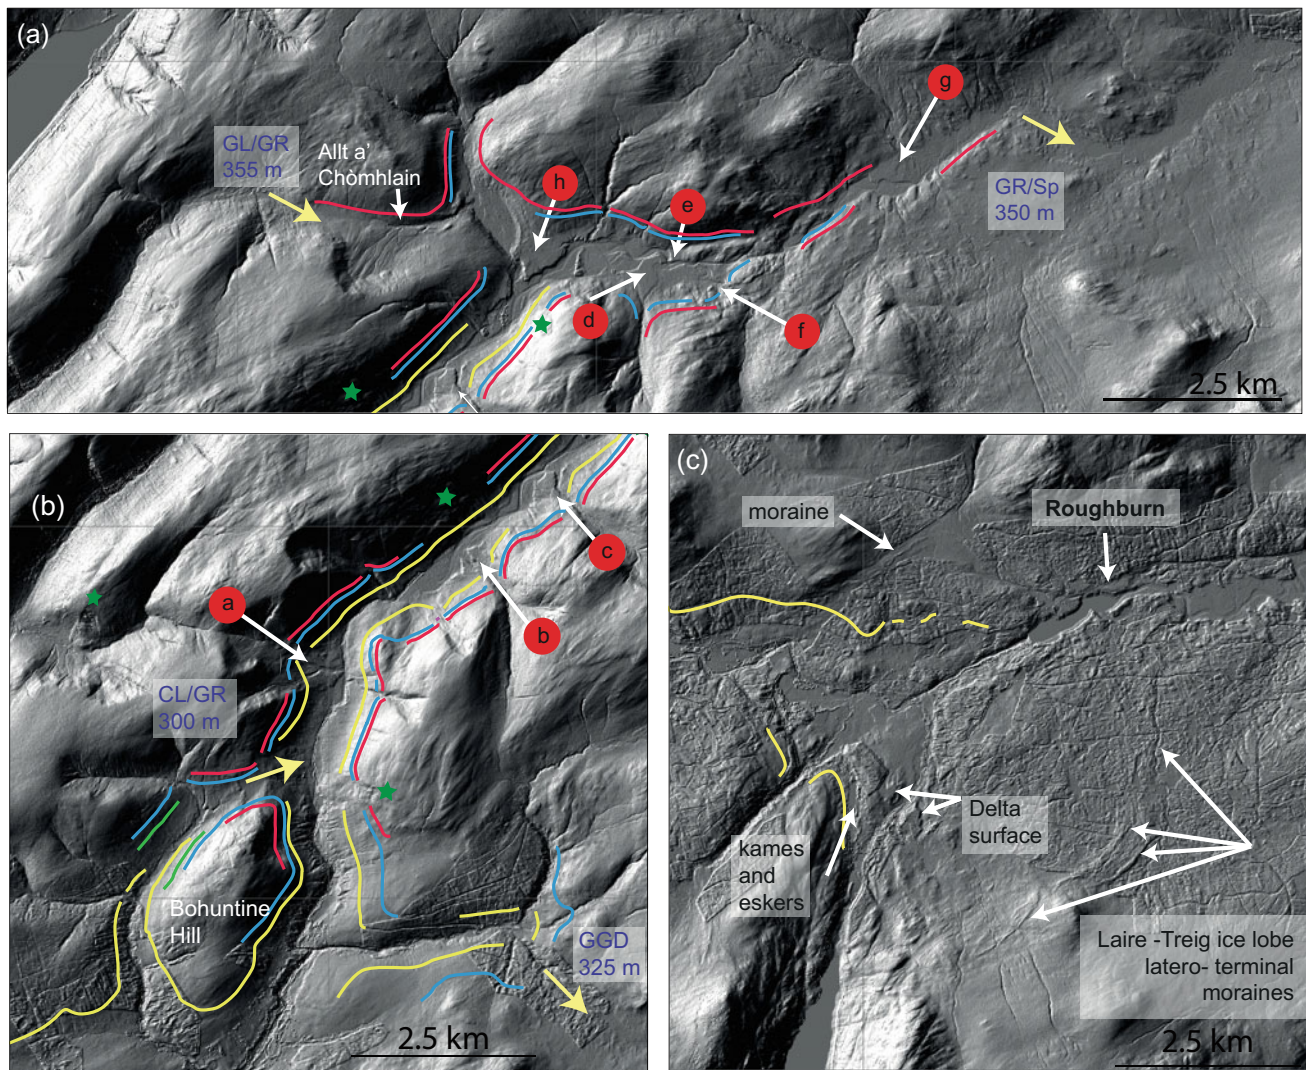 (a)
GL/GR
355 m
Allt a'
Chòmhlain
h
e
g
GR/Sp
350 m
d
f
2.5 km
(b)
a
c
b
CL/GR
300 m
Bohuntine
Hill
GGD
325 m
2.5 km
(c)
moraine
Roughburn
kames
and
eskers
Delta
surface
Laire -Treig ice lobe
latero- terminal
moraines
2.5 km